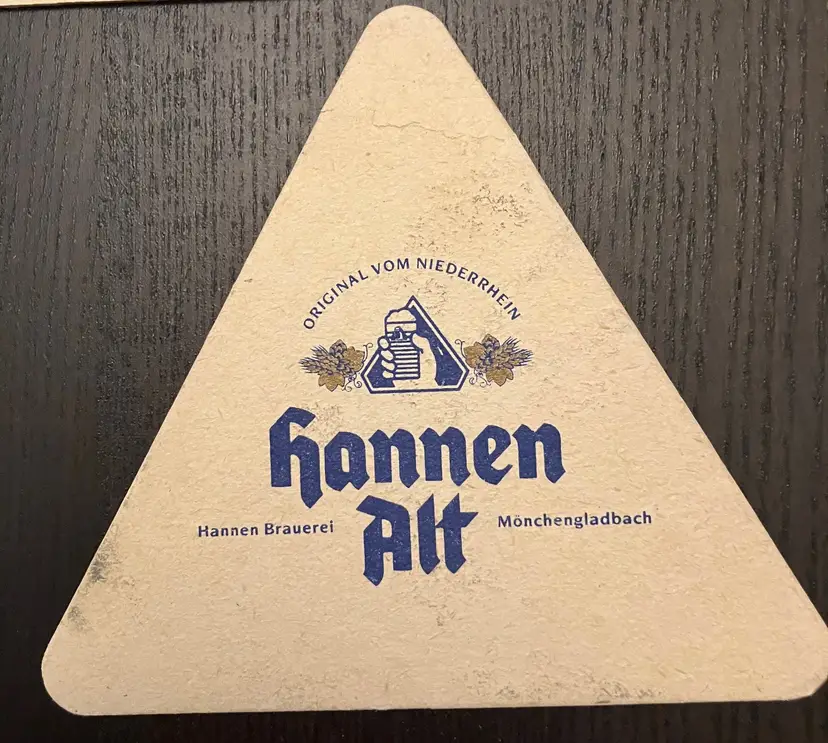 ORIGINAL VOM NIEDERRHEIN
Hannen
Alt
Hannen Brauerei
Mönchengladbach